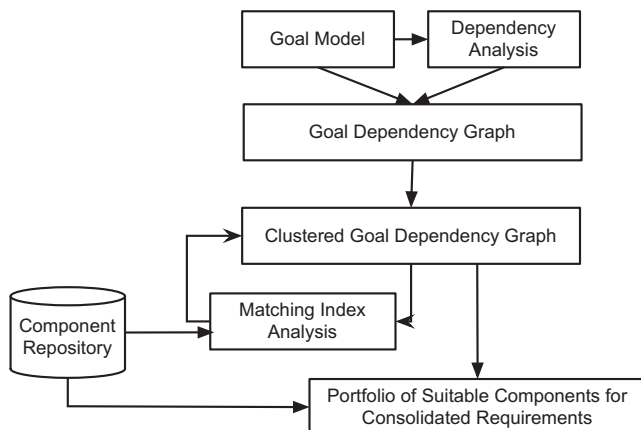 Goal Model
Dependency
Analysis
Goal Dependency Graph
Clustered Goal Dependency Graph
Component
Repository
Matching Index
Analysis
Portfolio of Suitable Components for
Consolidated Requirements